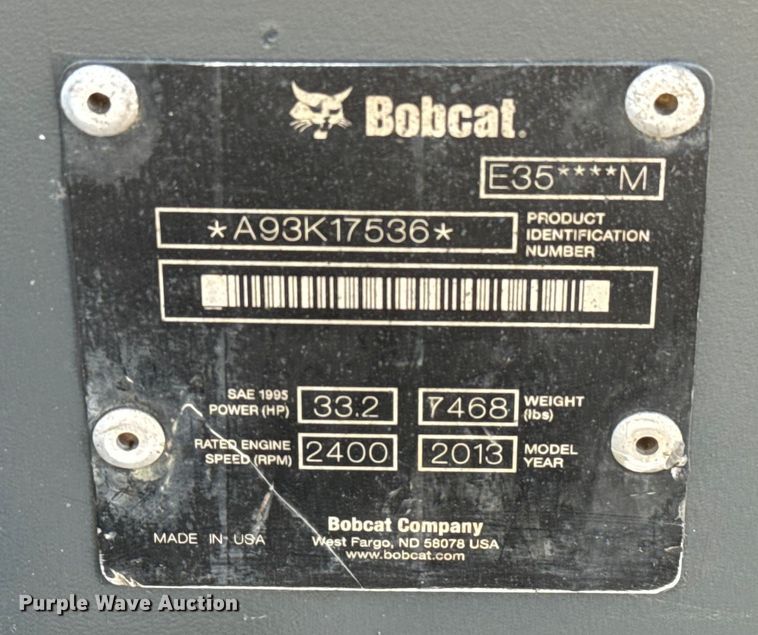 Bobcat.
E35****M
*A93K17536*
PRODUCT
IDENTIFICATION
NUMBER
SAE 1995
POWER (HP)
33.2
7468
WEIGHT
(lbs)
RATED ENGINE
SPEED (RPM)
2400
2013
MODEL
YEAR
Bobcat Company
MADE IN USA
West Fargo, ND 58078 USA
www.bobcat.com
Purple Wave Auction